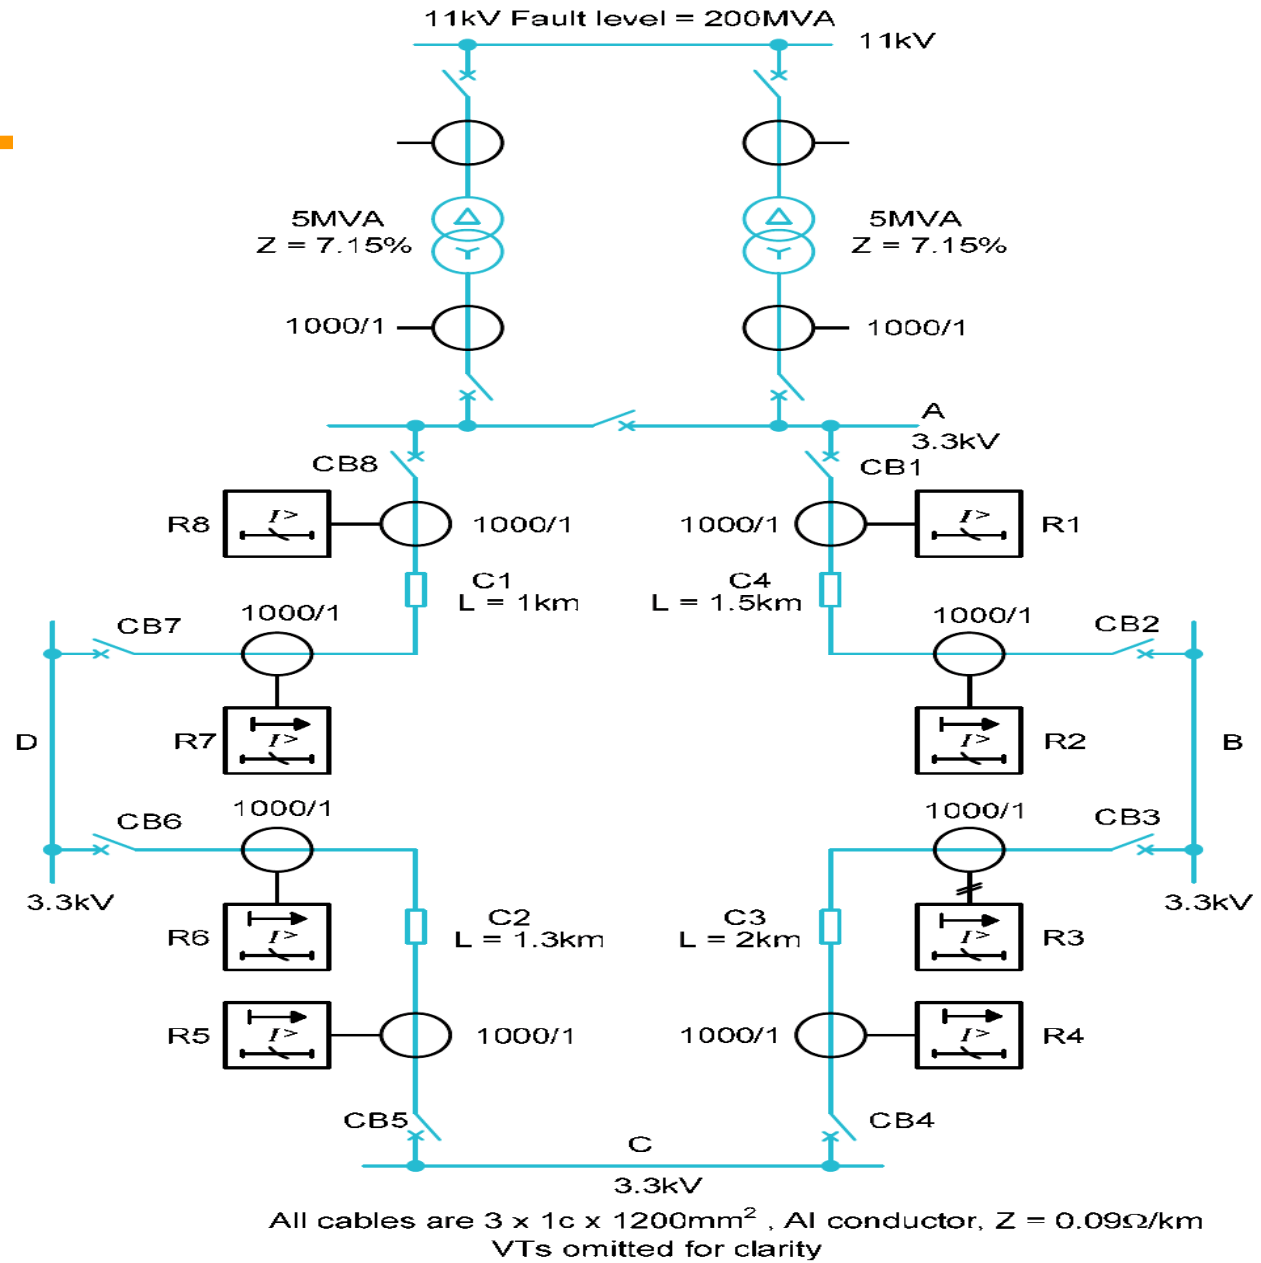 11kV Fault level = 200MVA
11kV
5MVA
Z = 7.15%
5MVA
Z = 7.15%
1000/1
1000/1
A
3.3kV
CB8
CB1
R8
I>
1000/1
1000/1
I>
R1
C1
L = 1km
C4
L = 1.5km
CB7
1000/1
1000/1
CB2
D
R7
I>
I>
R2
B
CB6
1000/1
1000/1
CB3
3.3kV
3.3kV
R6
I>
C2
L = 1.3km
C3
L = 2km
I>
R3
R5
I>
1000/1
1000/1
I>
R4
CB5
CB4
C
3.3kV
All cables are 3 x 1c x 1200mm², Al conductor, Z = 0.09Ω/km
VTs omitted for clarity